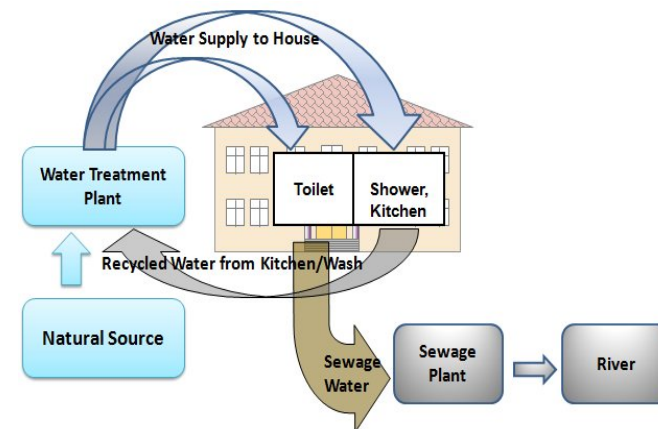 Water Supply to House
Water Treatment
Plant
Toilet
Shower,
Kitchen
Recycled Water from Kitchen/Wash
Natural Source
Sewage
Water
Sewage
Plant
River